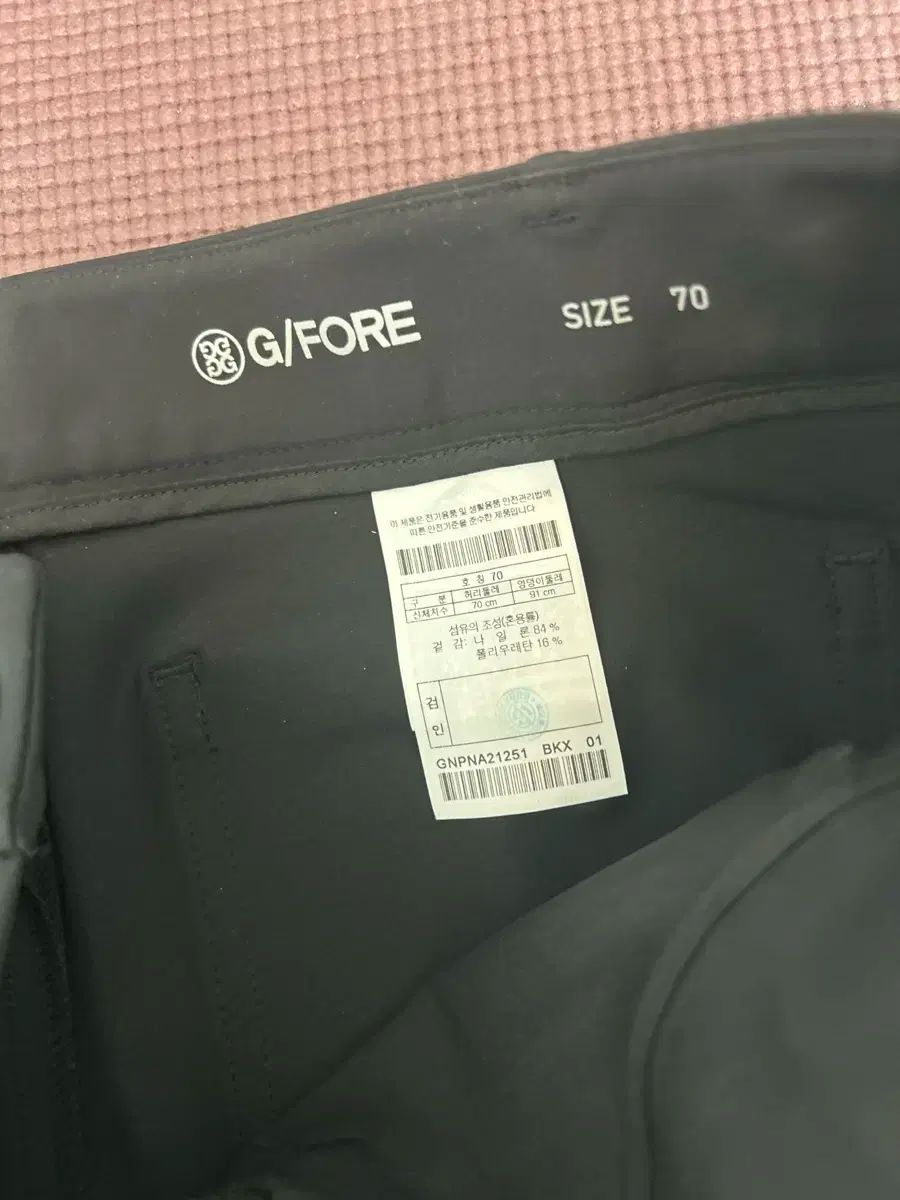 G/FORE SIZE 70
이 제품은 전기용품 및 생활용품 안전관리법에
따른 안전기준을 준수한 제품입니다
호 칭 70
구 분 허리둘레 엉덩이둘레
신체치수 70 cm 91 cm
섬유의 조성(혼용률)
겉 감: 나 일 론 84 %
폴리우레탄 16 %
검
인
GNPNA21251 BKX 01